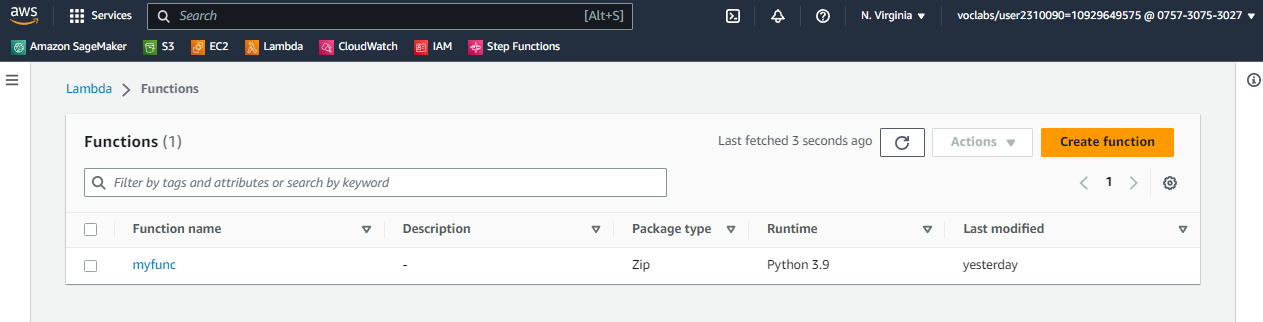 aws Services Search [Alt+S] N. Virginia voclabs/user2310090=10929649575 @ 0757-3075-3027
Amazon SageMaker S3 EC2 Lambda CloudWatch IAM Step Functions
Lambda Functions
Functions (1) Last fetched 3 seconds ago Actions Create function
Filter by tags and attributes or search by keyword 1
Function name Description Package type Runtime Last modified
myfunc - Zip Python 3.9 yesterday